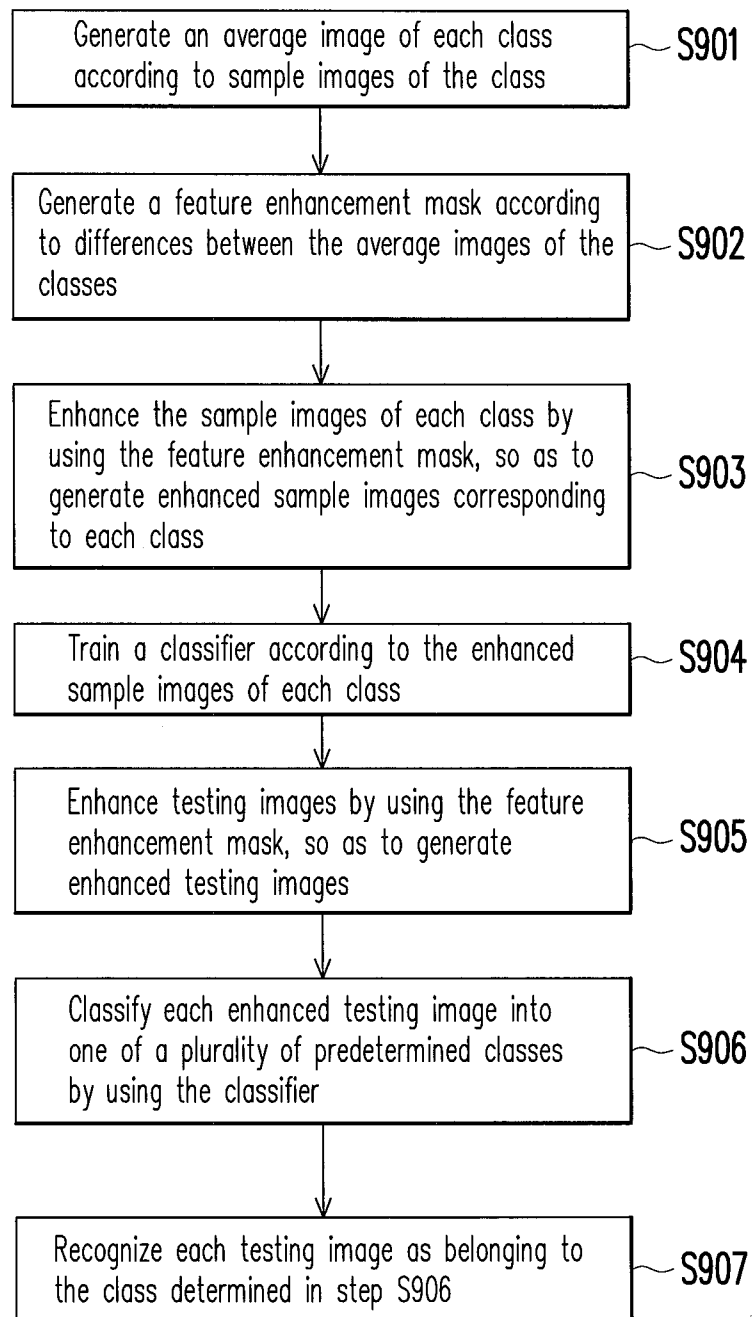 Generate an average image of each class
according to sample images of the class
S901
Generate a feature enhancement mask according
to differences between the average images of the
classes
S902
Enhance the sample images of each class by
using the feature enhancement mask, so as to
generate enhanced sample images corresponding
to each class
S903
Train a classifier according to the enhanced
sample images of each class
S904
Enhance testing images by using the feature
enhancement mask, so as to generate
enhanced testing images
S905
Classify each enhanced testing image into
one of a plurality of predetermined classes
by using the classifier
S906
Recognize each testing image as belonging to
the class determined in step S906
S907